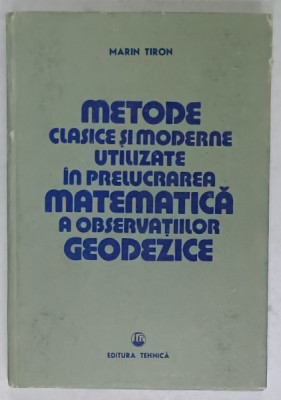 MARIN TIRON
METODE
CLASICE ȘI MODERNE
UTILIZATE
ÎN PRELUCRAREA
MATEMATICĂ
A OBSERVAȚIILOR
GEODEZICE
EDITURA TEHNICĂ